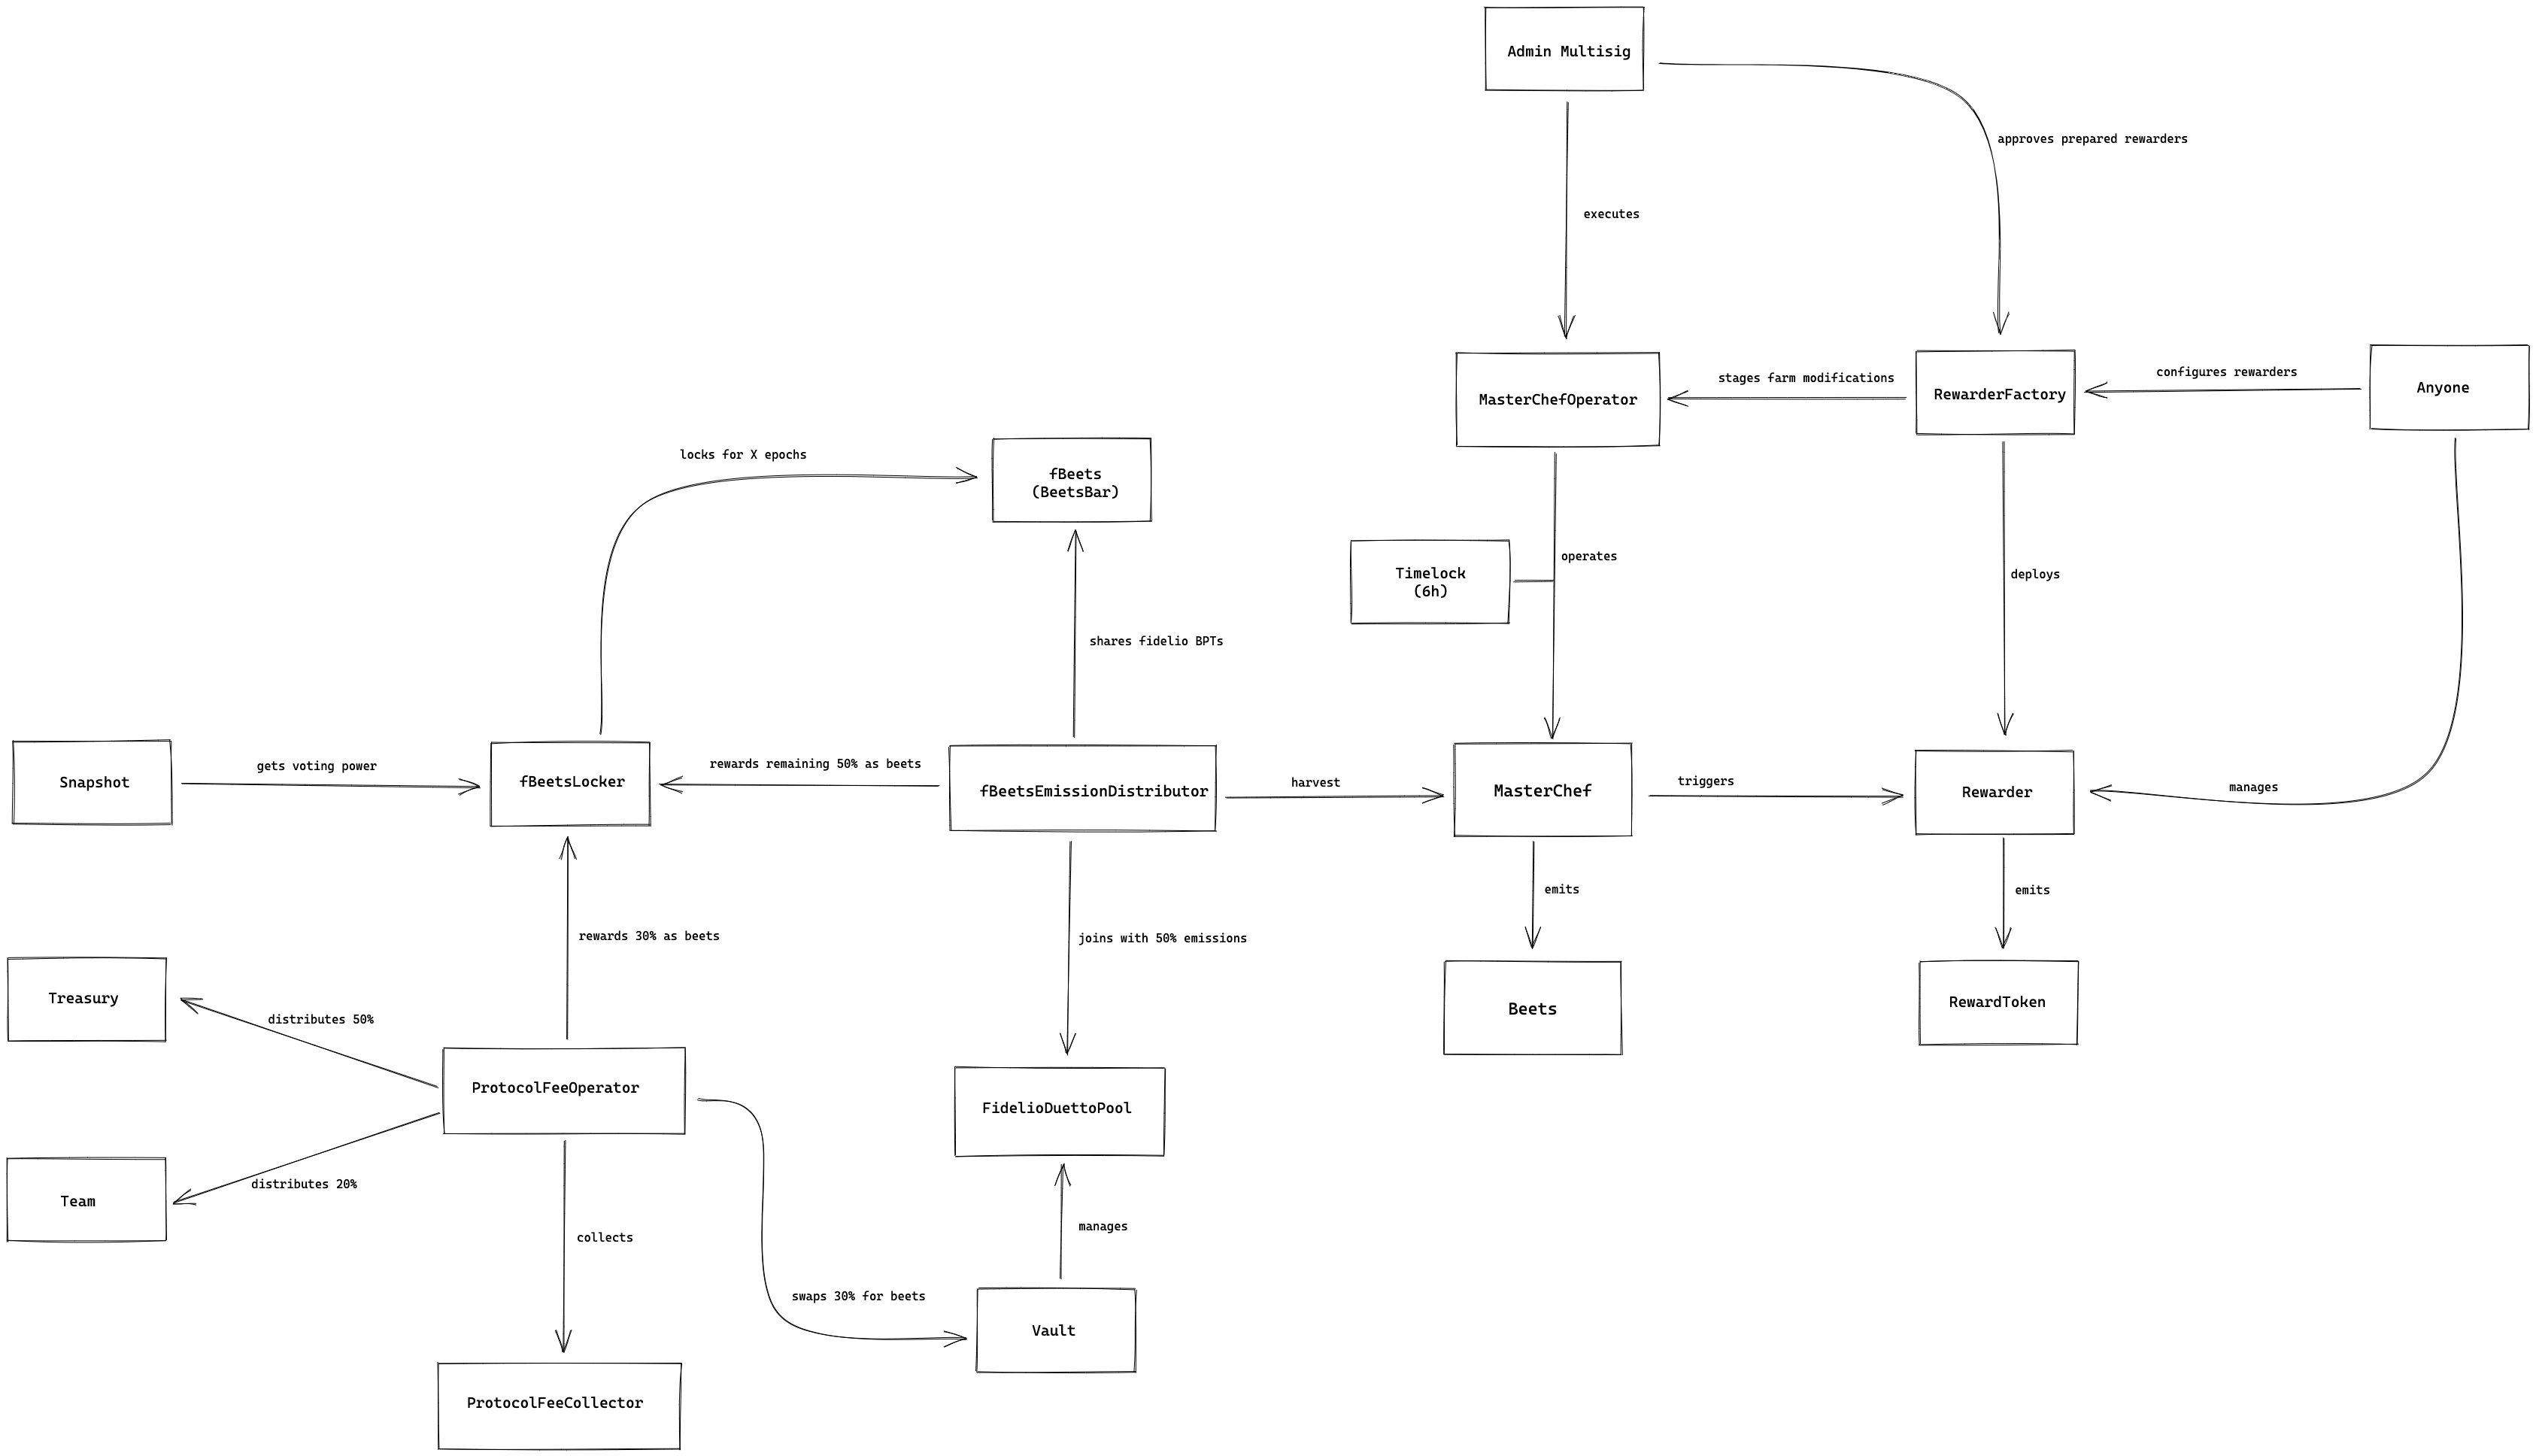 Admin Multisig
approves prepared rewarders
executes
stages farm modifications
configures rewarders
MasterChefOperator
RewarderFactory
Anyone
locks for X epochs
fBeets
(BeetsBar)
operates
Timelock
(6h)
deploys
shares fidelio BPTs
gets voting power
rewards remaining 50% as beets
harvest
triggers
manages
Snapshot
fBeetsLocker
fBeetsEmissionDistributor
MasterChef
Rewarder
emits
emits
rewards 30% as beets
joins with 50% emissions
Treasury
distributes 50%
Beets
RewardToken
ProtocolFeeOperator
FidelioDuettoPool
Team
distributes 20%
collects
manages
swaps 30% for beets
Vault
ProtocolFeeCollector